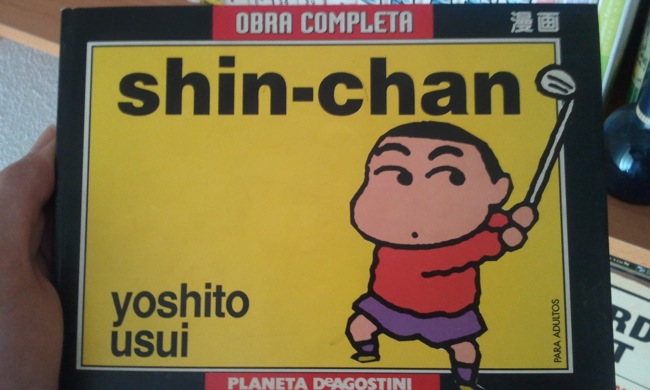 OBRA COMPLETA
漫画
shin-chan
yoshito
usui
PARA ADULTOS
PLANETA DeAGOSTINI